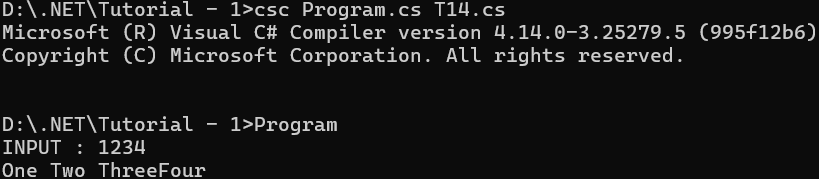 D:\.NET\Tutorial - 1>csc Program.cs T14.cs
Microsoft (R) Visual C# Compiler version 4.14.0-3.25279.5 (995f12b6)
Copyright (C) Microsoft Corporation. All rights reserved.
D:\.NET\Tutorial - 1>Program
INPUT : 1234
One Two ThreeFour